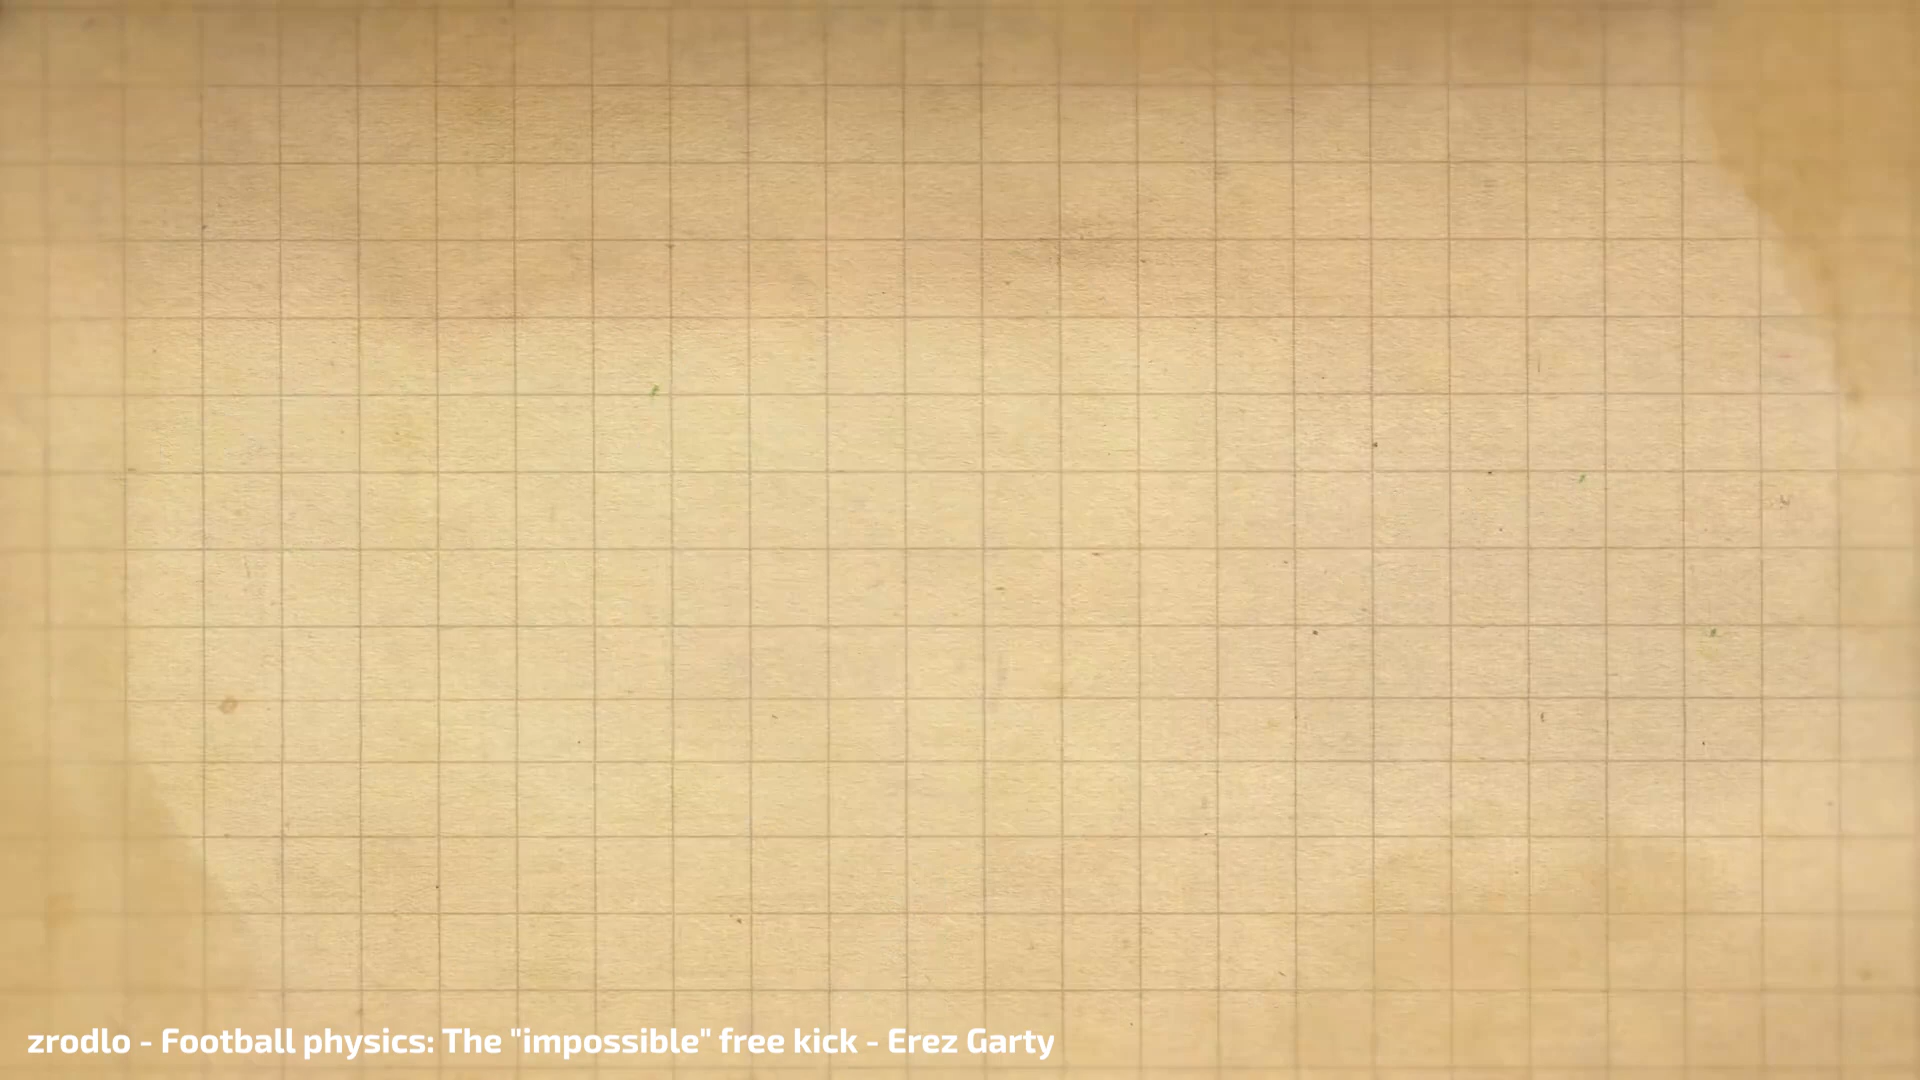 zrodlo - Football physics: The "impossible" free kick - Erez Garty